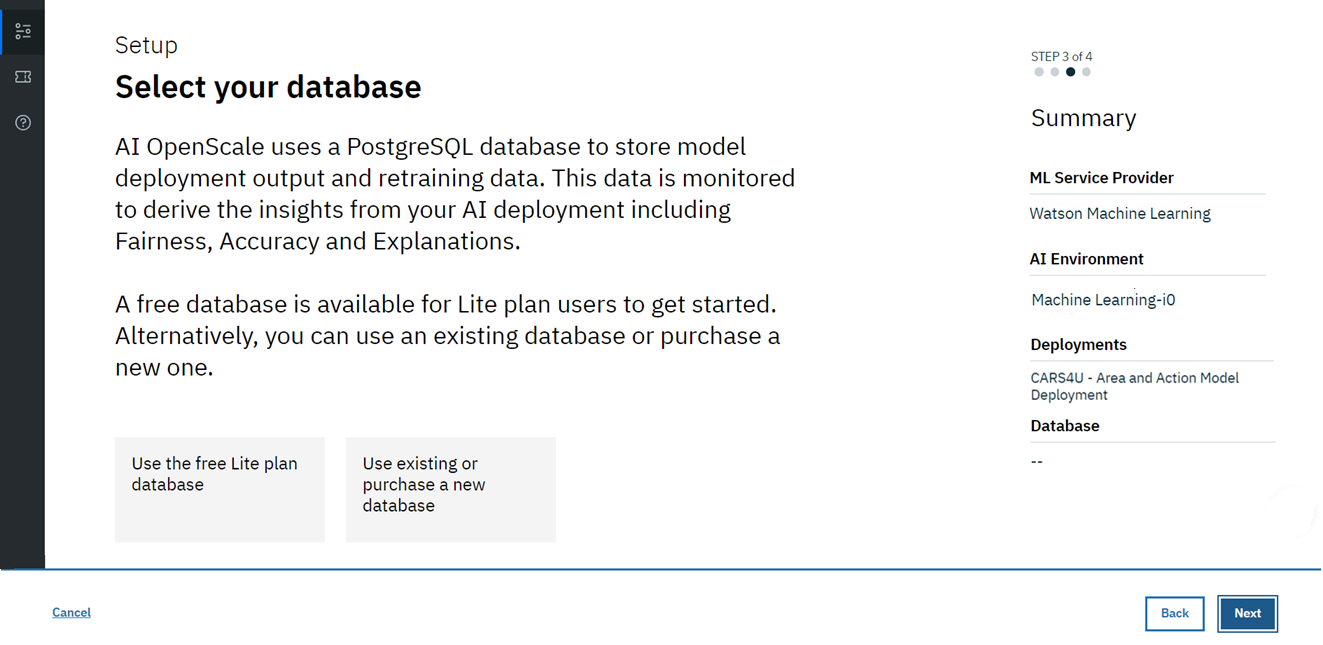 Setup
Select your database
AI OpenScale uses a PostgreSQL database to store model
deployment output and retraining data. This data is monitored
to derive the insights from your AI deployment including
Fairness, Accuracy and Explanations.
A free database is available for Lite plan users to get started.
Alternatively, you can use an existing database or purchase a
new one.
Use the free Lite plan
database
Use existing or
purchase a new
database
STEP 3 of 4
Summary
ML Service Provider
Watson Machine Learning
AI Environment
Machine Learning-i0
Deployments
CARS4U - Area and Action Model
Deployment
Database
--
Cancel
Back
Next